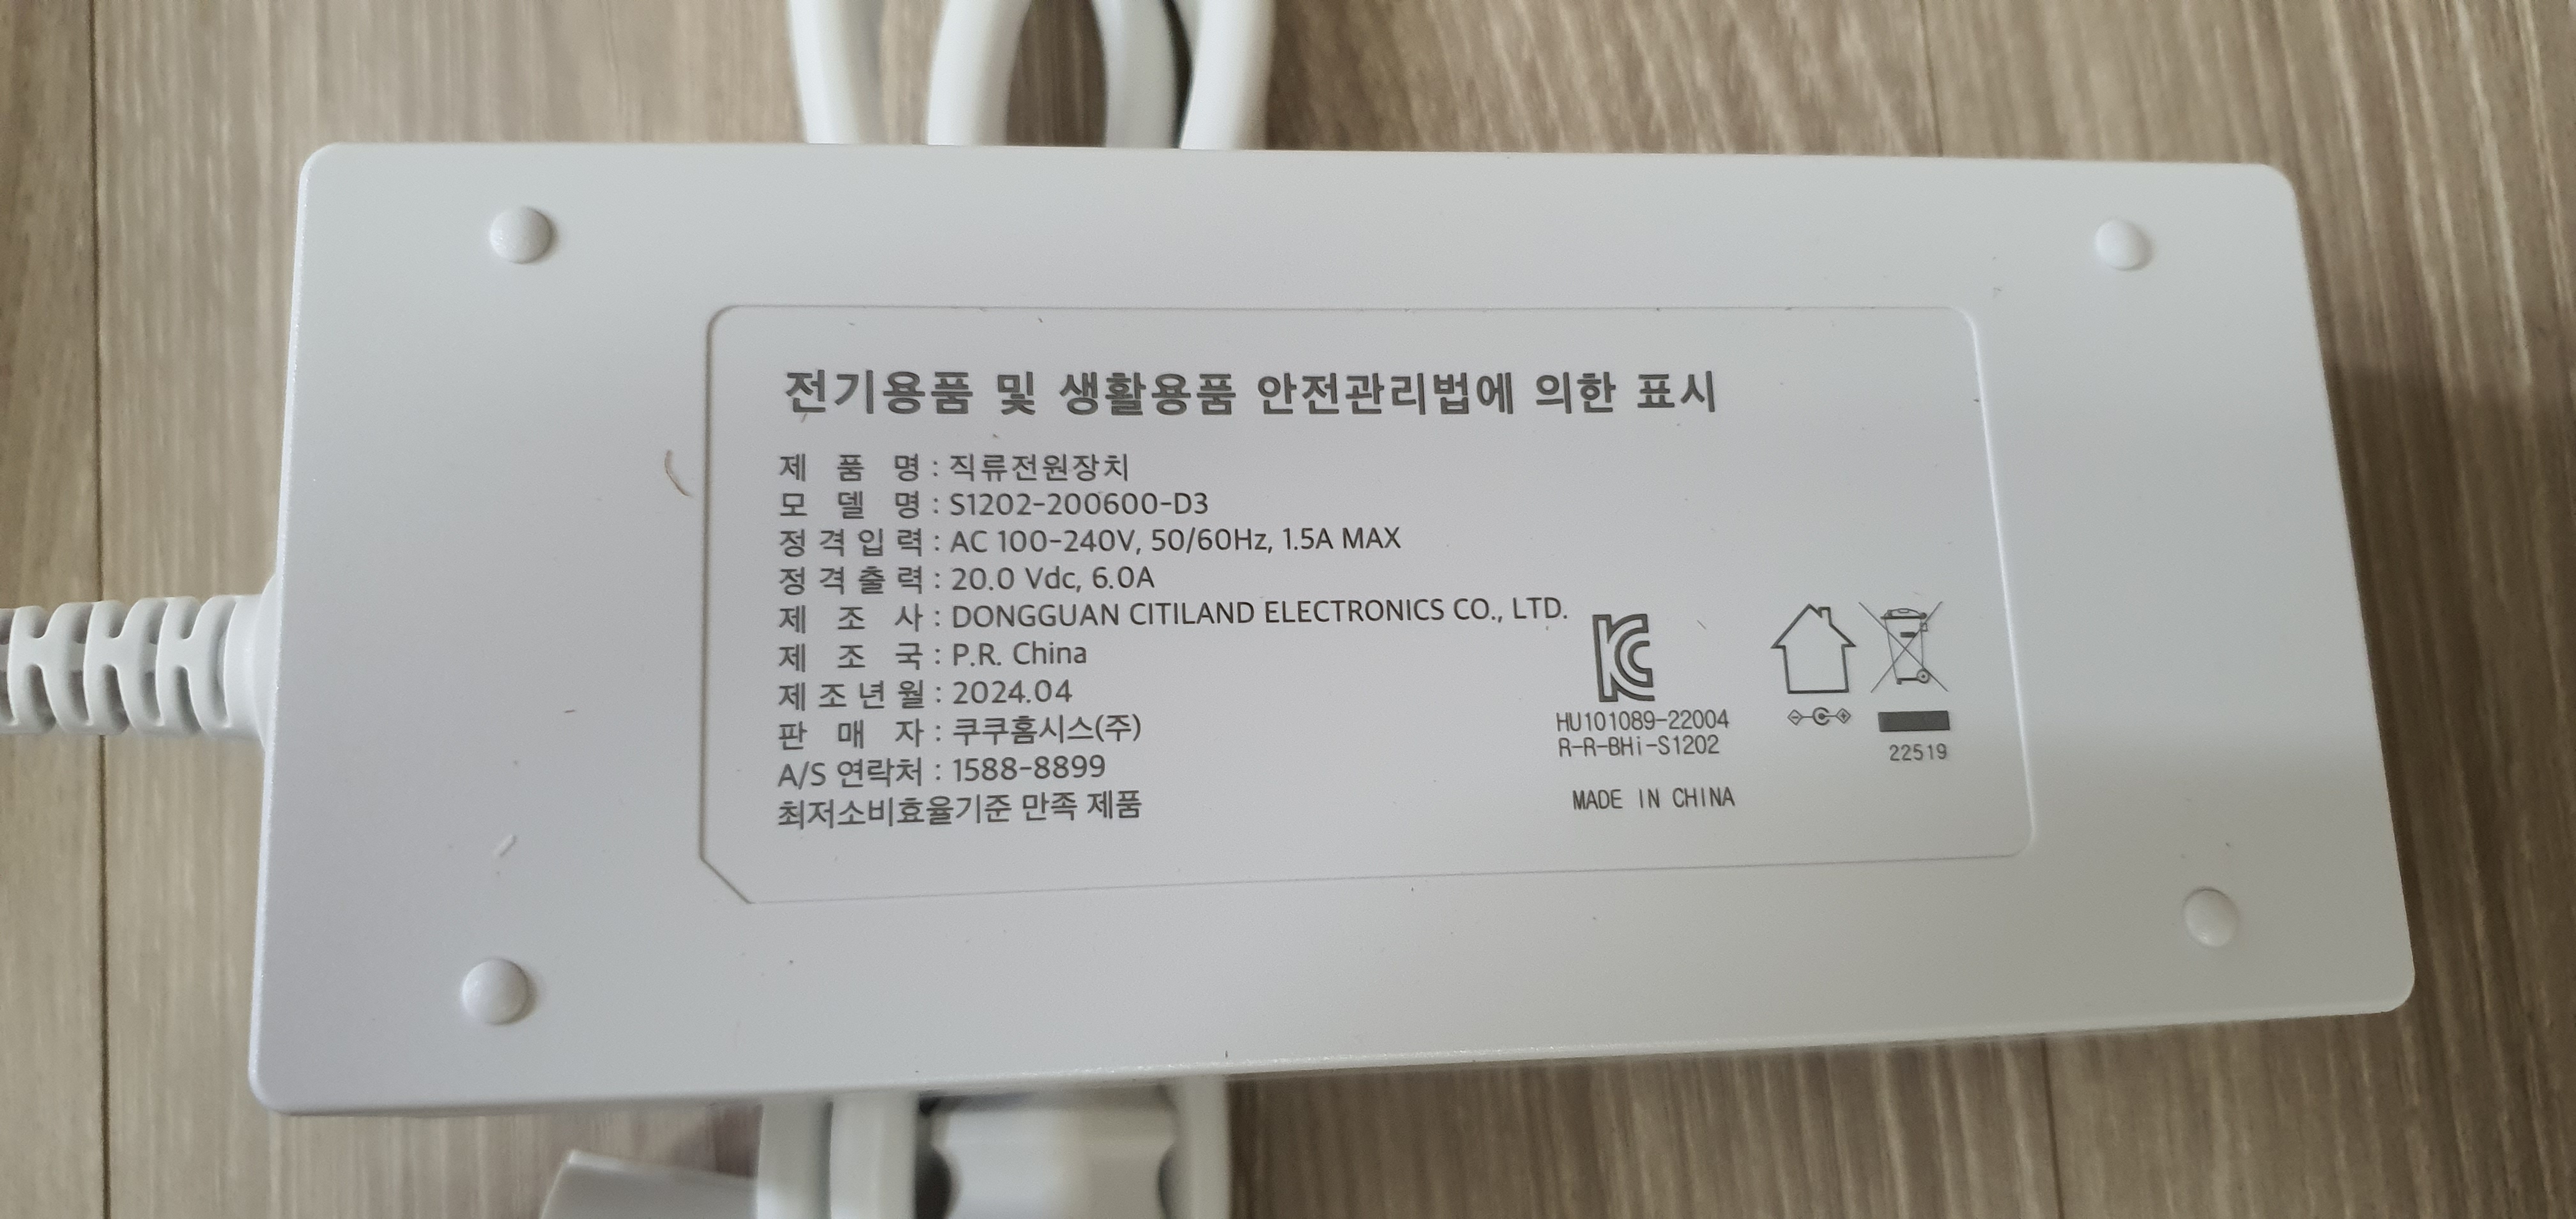 전기용품 및 생활용품 안전관리법에 의한 표시
제 품 명 : 직류전원장치
모 델 명 : S1202-200600-D3
정 격 입 력 : AC 100-240V, 50/60Hz, 1.5A MAX
정 격 출 력 : 20.0 Vdc, 6.0A
제 조 사 : DONGGUAN CITILAND ELECTRONICS CO., LTD.
제 조 국 : P.R. China
제 조 년 월 : 2024.04
판 매 자 : 쿠쿠홈시스(주)
A/S 연락처 : 1588-8899
최저소비효율기준 만족 제품
HU101089-22004
R-R-BHi-S1202
MADE IN CHINA
22519